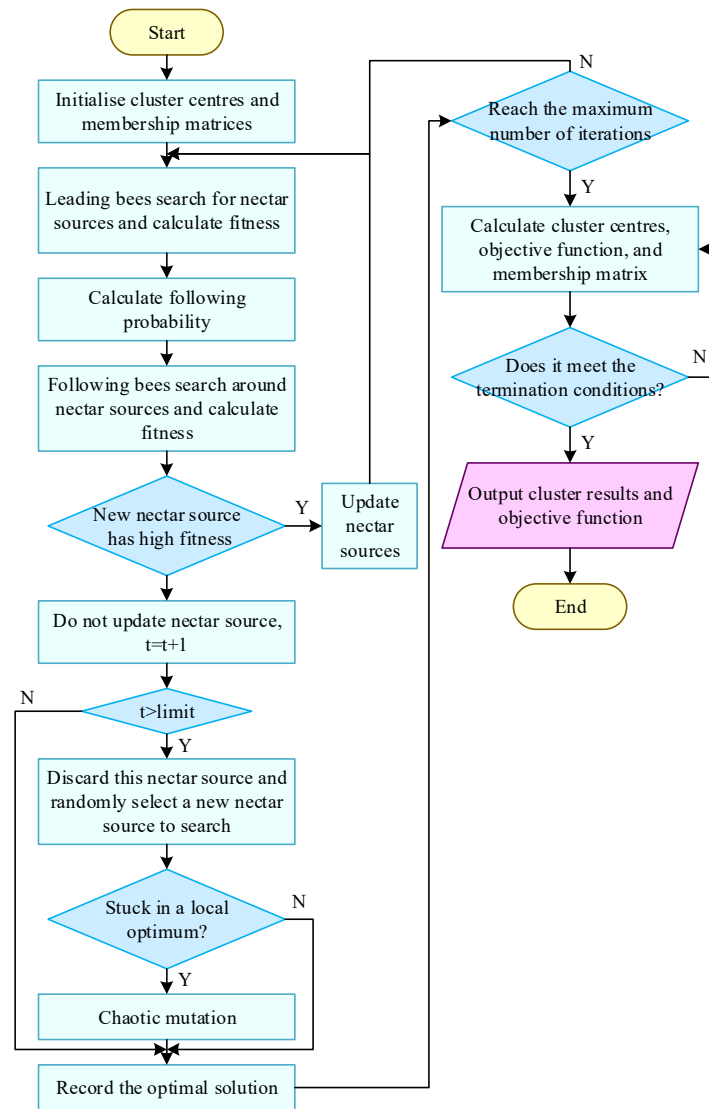 Start
Initialise cluster centres and
membership matrices
Leading bees search for nectar
sources and calculate fitness
Calculate following
probability
Following bees search around
nectar sources and calculate
fitness
New nectar source
has high fitness
Y
Update
nectar
sources
Do not update nectar source,
t=t+1
N
t>limit
Y
Discard this nectar source and
randomly select a new nectar
source to search
Stuck in a local
optimum?
N
Y
Chaotic mutation
Record the optimal solution
N
Reach the maximum
number of iterations
Y
Calculate cluster centres,
objective function, and
membership matrix
Does it meet the
termination conditions?
N
Y
Output cluster results and
objective function
End